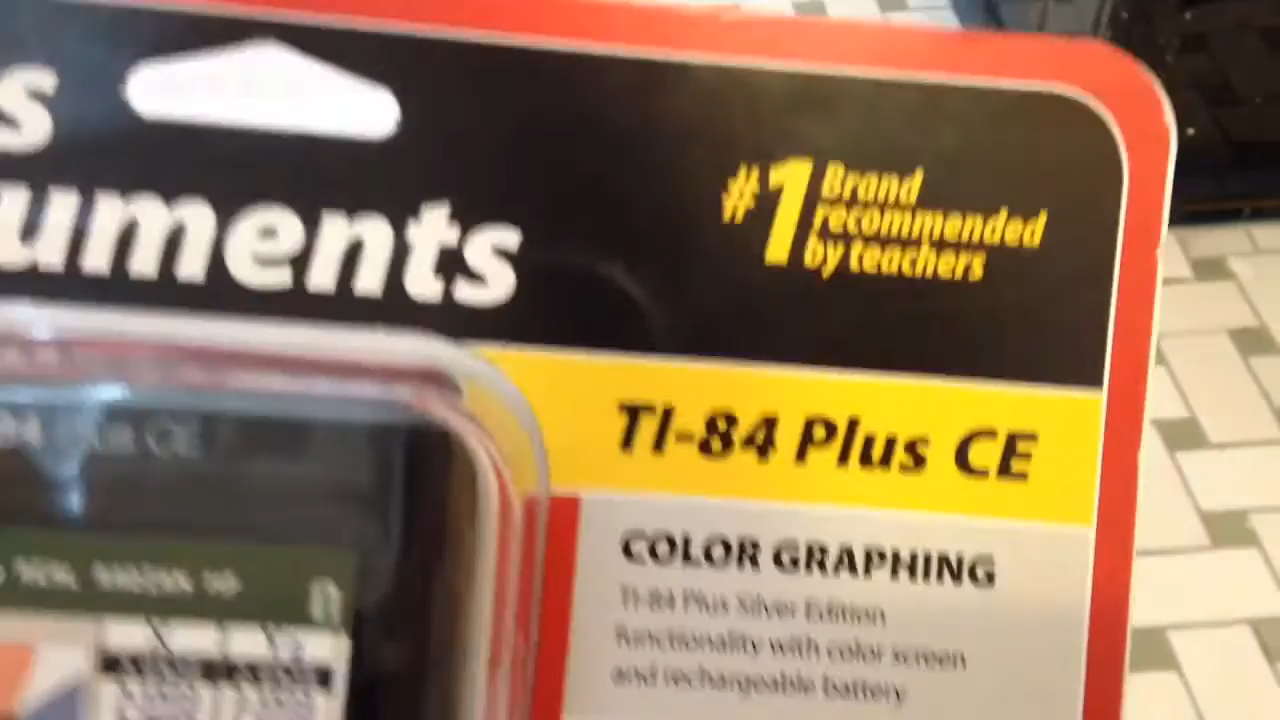 s
uments
#1 Brand
recommended
by teachers
TI-84 Plus CE
COLOR GRAPHING
TI-84 Plus Silver Edition
functionality with color screen
and rechargeable battery
CE